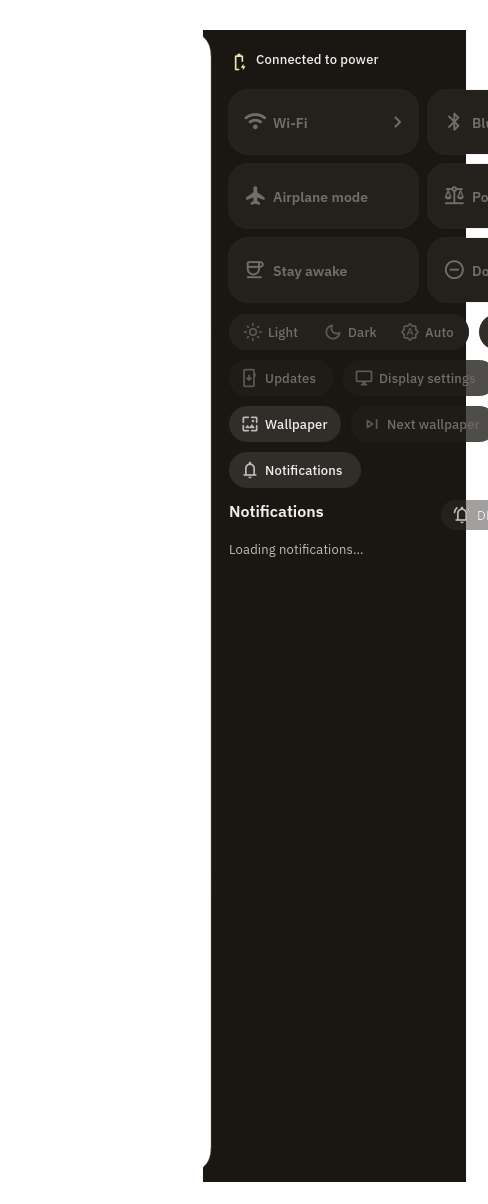 Connected to power
Wi-Fi
Airplane mode
Stay awake
Light Dark Auto
Updates Display settings
Wallpaper Next wallpaper
Notifications
Notifications
Loading notifications...